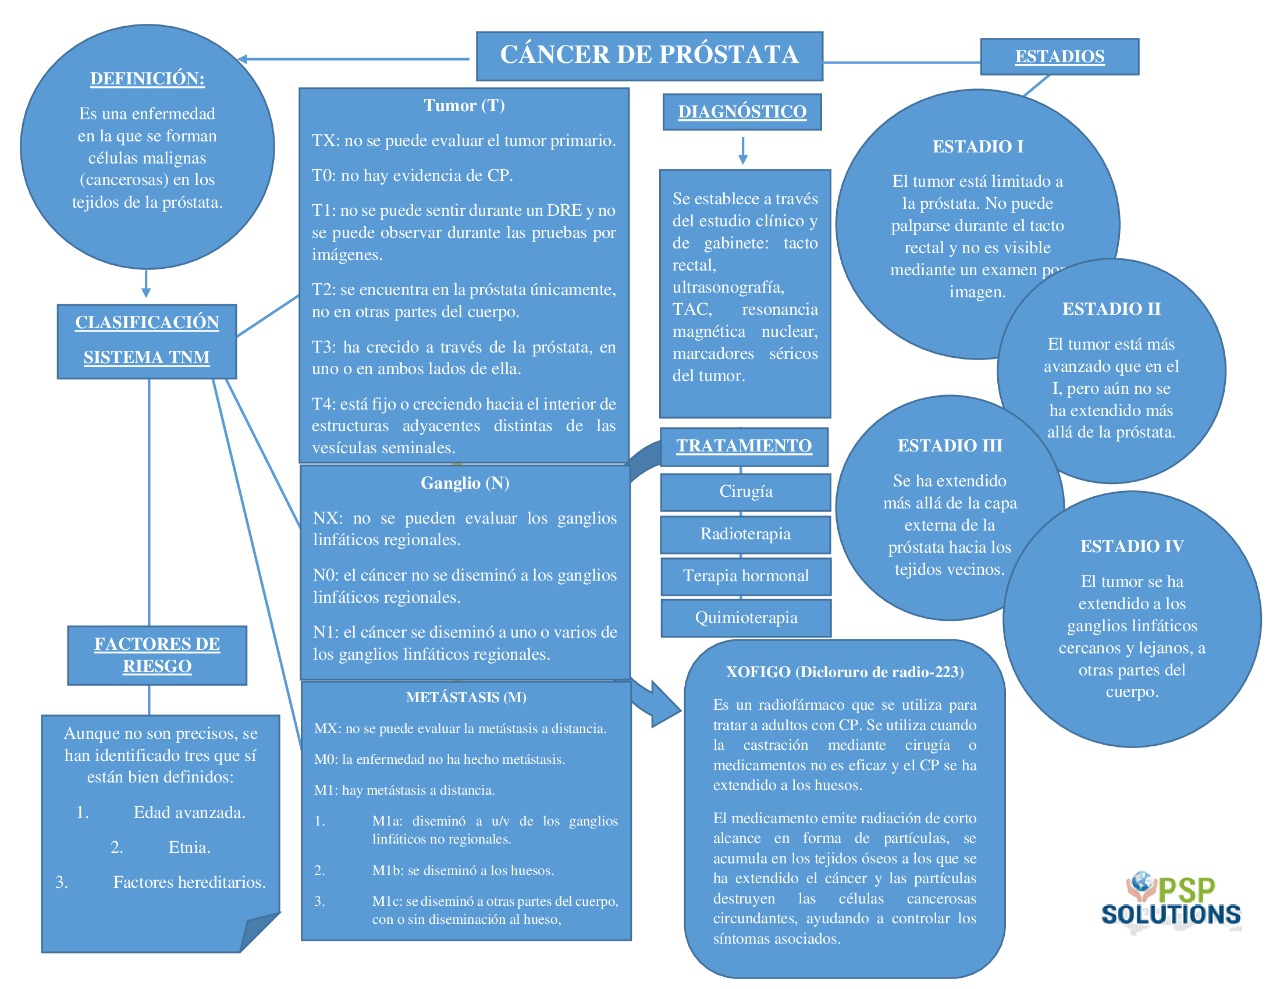 CÁNCER DE PRÓSTATA
DEFINICIÓN:
Es una enfermedad
en la que se forman
células malignas
(cancerosas) en los
tejidos de la próstata.
CLASIFICACIÓN
SISTEMA TNM
FACTORES DE
RIESGO
Aunque no son precisos, se
han identificado tres que sí
están bien definidos:
1. Edad avanzada.
2. Etnia.
3. Factores hereditarios.
Tumor (T)
TX: no se puede evaluar el tumor primario.
T0: no hay evidencia de CP.
T1: no se puede sentir durante un DRE y no
se puede observar durante las pruebas por
imágenes.
T2: se encuentra en la próstata únicamente,
no en otras partes del cuerpo.
T3: ha crecido a través de la próstata, en
uno o en ambos lados de ella.
T4: está fijo o creciendo hacia el interior de
estructuras adyacentes distintas de las
vesículas seminales.
Ganglio (N)
NX: no se pueden evaluar los ganglios
linfáticos regionales.
N0: el cáncer no se diseminó a los ganglios
linfáticos regionales.
N1: el cáncer se diseminó a uno o varios de
los ganglios linfáticos regionales.
METÁSTASIS (M)
MX: no se puede evaluar la metástasis a distancia.
M0: la enfermedad no ha hecho metástasis.
M1: hay metástasis a distancia.
1. M1a: diseminó a u/v de los ganglios
linfáticos no regionales.
2. M1b: se diseminó a los huesos.
3. M1c: se diseminó a otras partes del cuerpo,
con o sin diseminación al hueso,
DIAGNÓSTICO
Se establece a través
del estudio clínico y
de gabinete: tacto
rectal,
ultrasonografía,
TAC, resonancia
magnética nuclear,
marcadores séricos
del tumor.
TRATAMIENTO
Cirugía
Radioterapia
Terapia hormonal
Quimioterapia
XOFIGO (Dicloruro de radio-223)
Es un radiofármaco que se utiliza para
tratar a adultos con CP. Se utiliza cuando
la castración mediante cirugía o
medicamentos no es eficaz y el CP se ha
extendido a los huesos.
El medicamento emite radiación de corto
alcance en forma de partículas, se
acumula en los tejidos óseos a los que se
ha extendido el cáncer y las partículas
destruyen las células cancerosas
circundantes, ayudando a controlar los
síntomas asociados.
ESTADIOS
ESTADIO I
El tumor está limitado a
la próstata. No puede
palparse durante el tacto
rectal y no es visible
mediante un examen por
imagen.
ESTADIO II
El tumor está más
avanzado que en el
I, pero aún no se
ha extendido más
allá de la próstata.
ESTADIO III
Se ha extendido
más allá de la capa
externa de la
próstata hacia los
tejidos vecinos.
ESTADIO IV
El tumor se ha
extendido a los
ganglios linfáticos
cercanos y lejanos, a
otras partes del
cuerpo.
PSP
SOLUTIONS